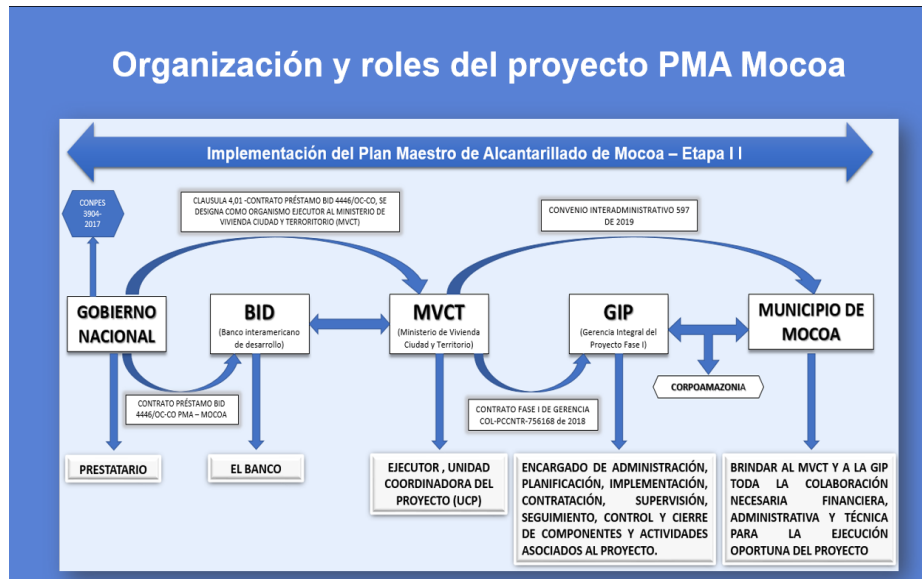 Organización y roles del proyecto PMA Mocoa
Implementación del Plan Maestro de Alcantarillado de Mocoa – Etapa I I
CONPES
3904-
2017
CLAUSULA 4,01 -CONTRATO PRÉSTAMO BID 4446/OC-CO, SE
DESIGNA COMO ORGANISMO EJECUTOR AL MINISTERIO DE
VIVIENDA CIUDAD Y TERRORITORIO (MVCT)
CONVENIO INTERADMINISTRATIVO 597
DE 2019
GOBIERNO
NACIONAL
BID
(Banco interamericano
de desarrollo)
MVCT
(Ministerio de Vivienda
Ciudad y Territorio)
GIP
(Gerencia Integral del
Proyecto Fase I)
MUNICIPIO DE
MOCOA
CORPOAMAZONIA
CONTRATO PRÉSTAMO BID
4446/OC-CO PMA – MOCOA
CONTRATO FASE I DE GERENCIA
COL-PCCNTR-756168 de 2018
PRESTATARIO
EL BANCO
EJECUTOR , UNIDAD
COORDINADORA DEL
PROYECTO (UCP)
ENCARGADO DE ADMINISTRACIÓN,
PLANIFICACIÓN, IMPLEMENTACIÓN,
CONTRATACIÓN, SUPERVISIÓN,
SEGUIMIENTO, CONTROL Y CIERRE
DE COMPONENTES Y ACTIVIDADES
ASOCIADOS AL PROYECTO.
BRINDAR AL MVCT Y A LA GIP
TODA LA COLABORACIÓN
NECESARIA FINANCIERA,
ADMINISTRATIVA Y TÉCNICA
PARA LA EJECUCIÓN
OPORTUNA DEL PROYECTO